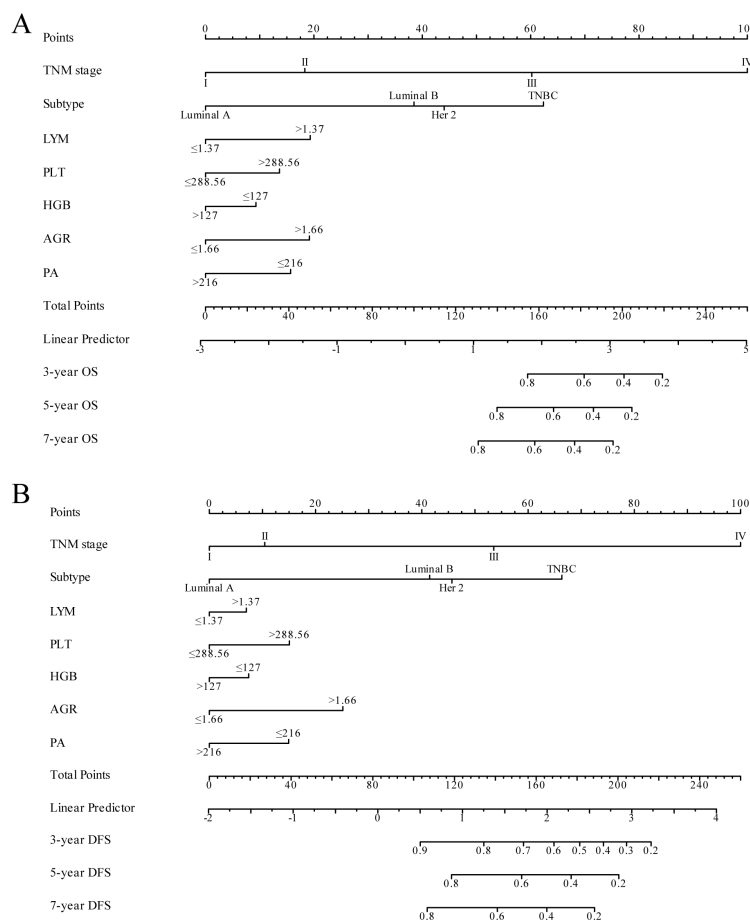 A
Points
0 20 40 60 80 100
TNM stage
I II III IV
Subtype
Luminal A Luminal B Her 2 TNBC
LYM
≤1.37 >1.37
PLT
≤288.56 >288.56
HGB
>127 ≤127
AGR
≤1.66 >1.66
PA
>216 ≤216
Total Points
0 40 80 120 160 200 240
Linear Predictor
-3 -1 1 3 5
3-year OS
0.8 0.6 0.4 0.2
5-year OS
0.8 0.6 0.4 0.2
7-year OS
0.8 0.6 0.4 0.2
B
Points
0 20 40 60 80 100
TNM stage
I II III IV
Subtype
Luminal A Luminal B Her 2 TNBC
LYM
≤1.37 >1.37
PLT
≤288.56 >288.56
HGB
>127 ≤127
AGR
≤1.66 >1.66
PA
>216 ≤216
Total Points
0 40 80 120 160 200 240
Linear Predictor
-2 -1 0 1 2 3 4
3-year DFS
0.9 0.8 0.7 0.6 0.5 0.4 0.3 0.2
5-year DFS
0.8 0.6 0.4 0.2
7-year DFS
0.8 0.6 0.4 0.2